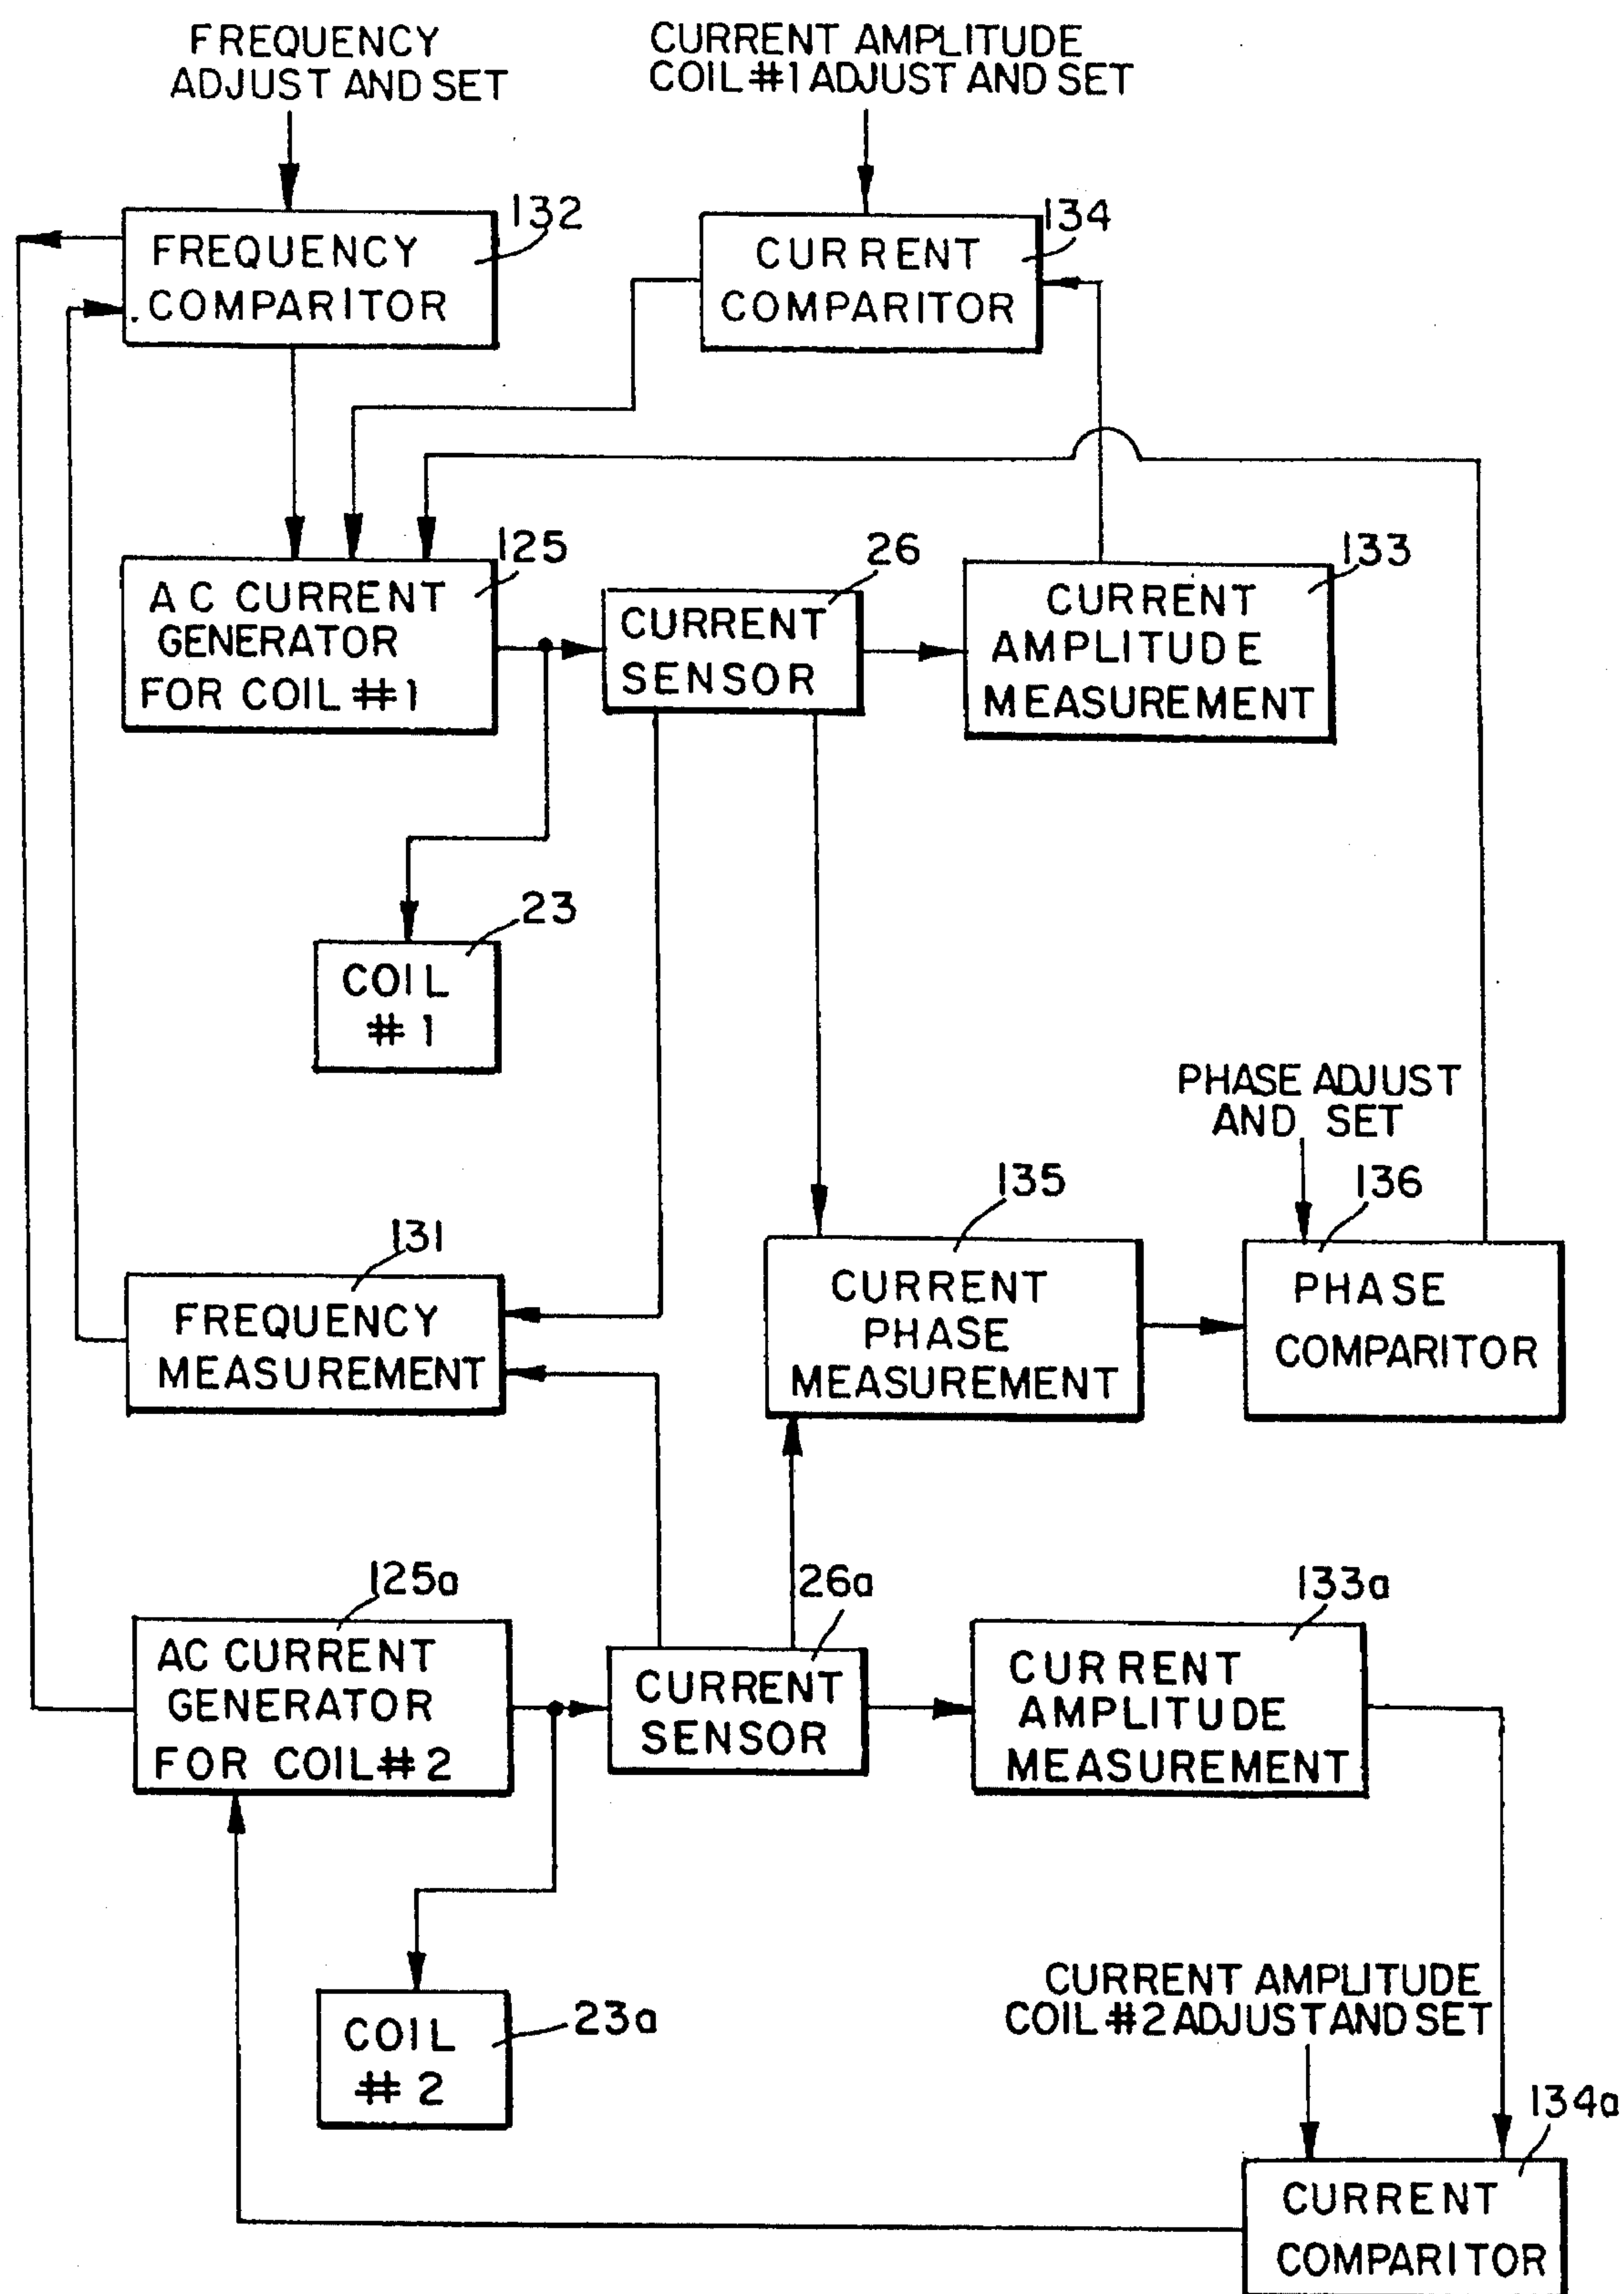 FREQUENCY
ADJUST AND SET
CURRENT AMPLITUDE
COIL #1 ADJUST AND SET
132
FREQUENCY
COMPARITOR
134
CURRENT
COMPARITOR
125
AC CURRENT
GENERATOR
FOR COIL #1
26
CURRENT
SENSOR
133
CURRENT
AMPLITUDE
MEASUREMENT
23
COIL
#1
PHASE ADJUST
AND SET
131
FREQUENCY
MEASUREMENT
135
CURRENT
PHASE
MEASUREMENT
136
PHASE
COMPARITOR
125a
AC CURRENT
GENERATOR
FOR COIL #2
26a
CURRENT
SENSOR
133a
CURRENT
AMPLITUDE
MEASUREMENT
COIL
#2
23a
CURRENT AMPLITUDE
COIL #2 ADJUST AND SET
134a
CURRENT
COMPARITOR